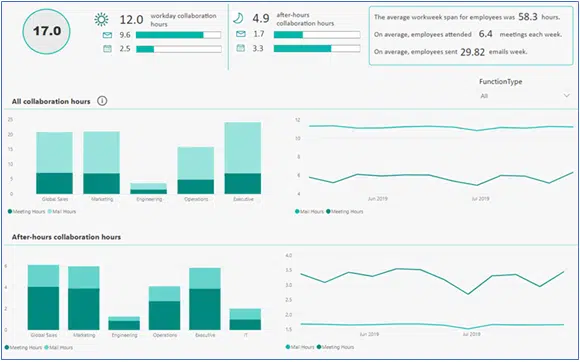 17.0
12.0 workday collaboration
hours
9.6
2.5
4.9 after-hours
collaboration hours
1.7
3.3
The average workweek span for employees was 58.3 hours.
On average, employees attended 6.4 meetings each week.
On average, employees sent 29.82 emails week.
FunctionType
All
All collaboration hours
25
20
15
10
5
0
Global Sales Marketing Engineering Operations Executive
Meeting Hours Mail Hours
12
10
8
6
4
Jun 2019 Jul 2019
Mail Hours Meeting Hours
After-hours collaboration hours
6
4
2
0
Global Sales Marketing Engineering Operations Executive IT
Meeting Hours Mail Hours
4.0
3.5
3.0
2.5
2.0
1.5
Jun 2019 Jul 2019
Mail Hours Meeting Hours